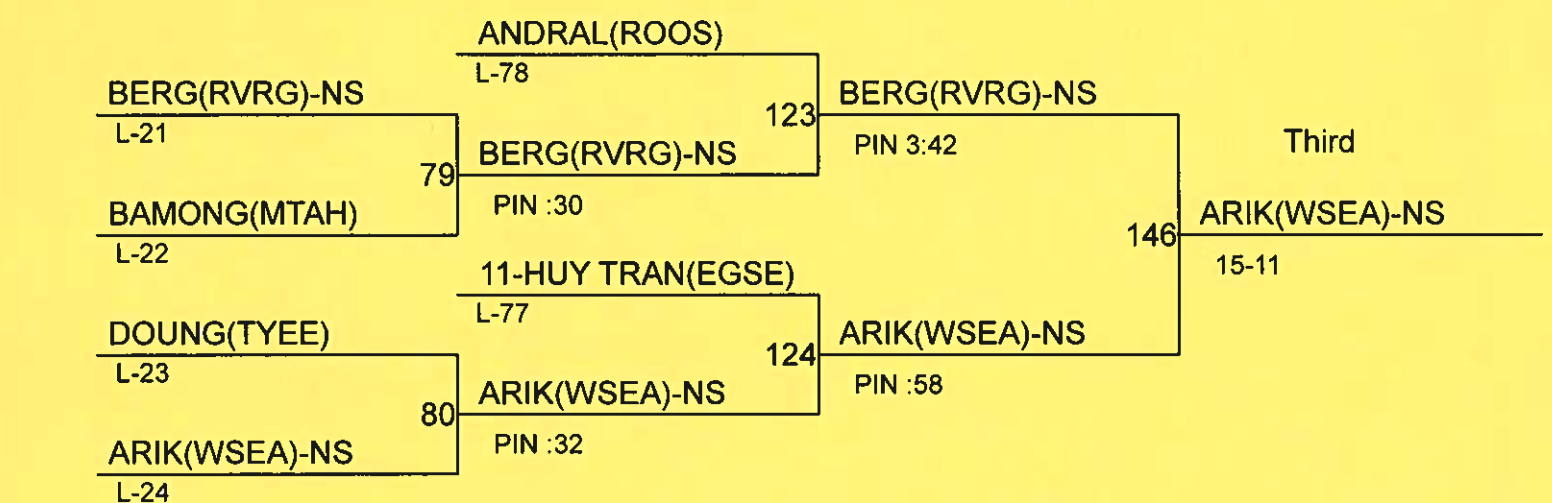 ANDRAL(ROOS)
L-78
BERG(RVRG)-NS
L-21
123
BERG(RVRG)-NS
PIN 3:42
Third
79
BERG(RVRG)-NS
PIN :30
BAMONG(MTAH)
L-22
146
ARIK(WSEA)-NS
15-11
11-HUY TRAN(EGSE)
L-77
DOUNG(TYEE)
L-23
124
ARIK(WSEA)-NS
PIN :58
80
ARIK(WSEA)-NS
PIN :32
ARIK(WSEA)-NS
L-24